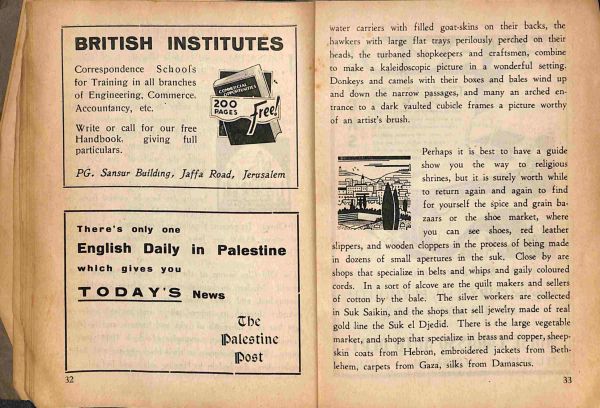 BRITISH INSTITUTES
Correspondence Schools
for Training in all branches
of Engineering, Commerce.
Accountancy, etc.
Write or call for our free
Handbook, giving full
particulars.
COMMERCIAL
OPPORTUNITIES
200
PAGES
Free!
PG. Sansur Building, Jaffa Road, Jerusalem
There's only one
English Daily in Palestine
which gives you
TODAY'S News
The
Palestine
Post
32
water carriers with filled goat-skins on their backs, the
hawkers with large flat trays perilously perched on their
heads, the turbaned shopkeepers and craftsmen, combine
to make a kaleidoscopic picture in a wonderful setting.
Donkeys and camels with their boxes and bales wind up
and down the narrow passages, and many an arched en-
trance to a dark vaulted cubicle frames a picture worthy
of an artist's brush.
Perhaps it is best to have a guide
show you the way to religious
shrines, but it is surely worth while
to return again and again to find
for yourself the spice and grain ba-
zaars or the shoe market, where
you can see shoes, red leather
slippers, and wooden cloppers in the process of being made
in dozens of small apertures in the suk. Close by are
shops that specialize in belts and whips and gaily coloured
cords. In a sort of alcove are the quilt makers and sellers
of cotton by the bale. The silver workers are collected
in Suk Saikin, and the shops that sell jewelry made of real
gold line the Suk el Djedid. There is the large vegetable
market, and shops that specialize in brass and copper, sheep-
skin coats from Hebron, embroidered jackets from Beth-
lehem, carpets from Gaza, silks from Damascus.
33